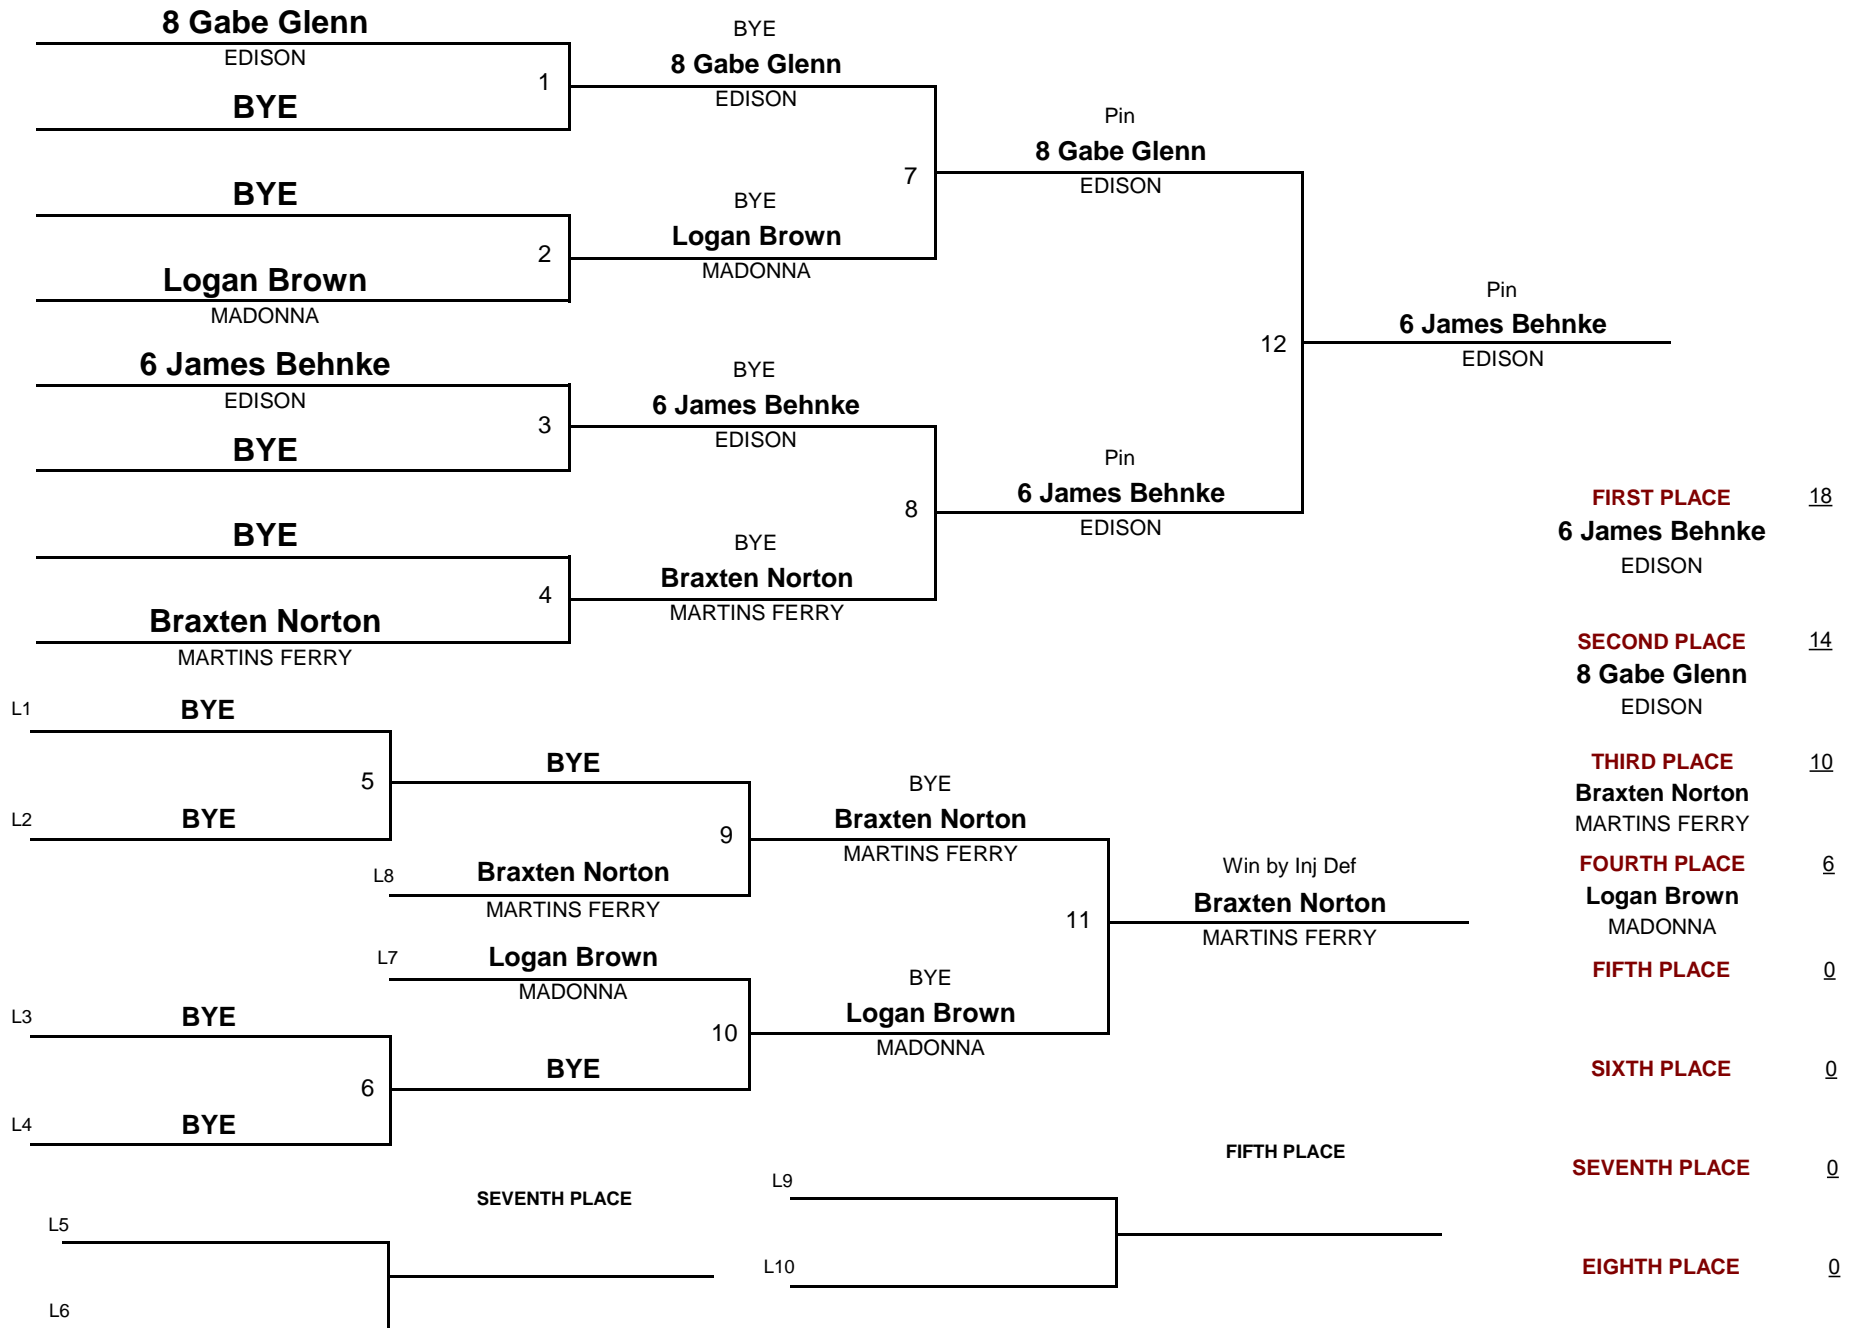 8 Gabe Glenn
EDISON
1
BYE
BYE
2
Logan Brown
MADONNA
6 James Behnke
EDISON
3
BYE
BYE
4
Braxten Norton
MARTINS FERRY
BYE
8 Gabe Glenn
EDISON
7
BYE
Logan Brown
MADONNA
BYE
6 James Behnke
EDISON
8
BYE
Braxten Norton
MARTINS FERRY
Pin
8 Gabe Glenn
EDISON
12
Pin
6 James Behnke
EDISON
Pin
6 James Behnke
EDISON
L1 BYE
5
L2 BYE
BYE
9
L8 Braxten Norton
MARTINS FERRY
L7 Logan Brown
MADONNA
10
L3 BYE
6
L4 BYE
BYE
BYE
Braxten Norton
MARTINS FERRY
11
BYE
Logan Brown
MADONNA
Win by Inj Def
Braxten Norton
MARTINS FERRY
SEVENTH PLACE
L5
L6
FIFTH PLACE
L9
L10
FIRST PLACE 18
6 James Behnke
EDISON
SECOND PLACE 14
8 Gabe Glenn
EDISON
THIRD PLACE 10
Braxten Norton
MARTINS FERRY
FOURTH PLACE 6
Logan Brown
MADONNA
FIFTH PLACE 0
SIXTH PLACE 0
SEVENTH PLACE 0
EIGHTH PLACE 0